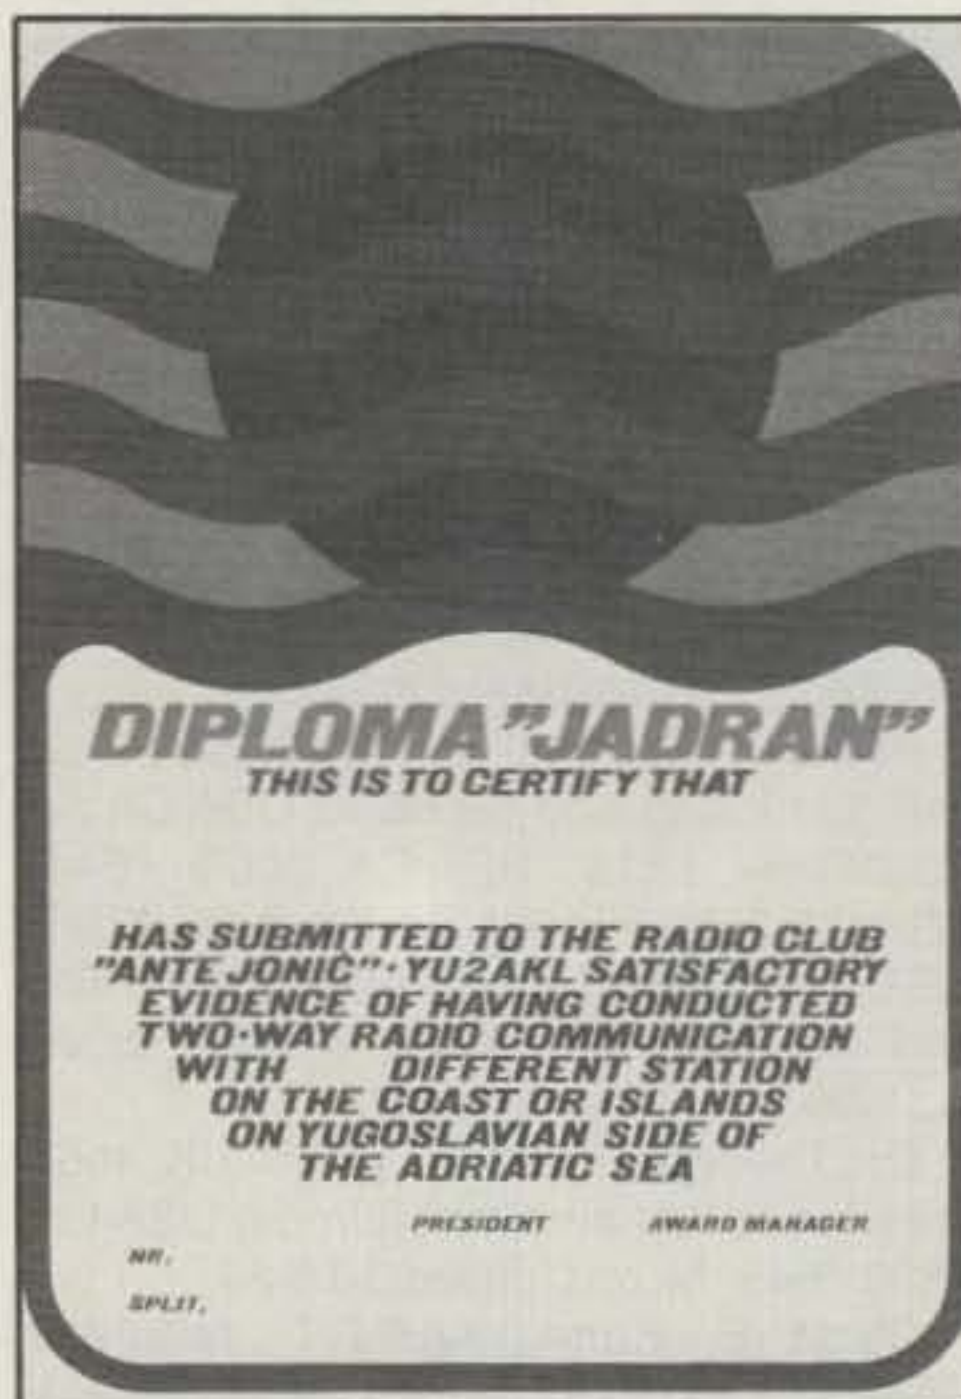 DIPLOMA "JADRAN"
THIS IS TO CERTIFY THAT
HAS SUBMITTED TO THE RADIO CLUB
"ANTE JONIĆ"·YU2AKL SATISFACTORY
EVIDENCE OF HAVING CONDUCTED
TWO·WAY RADIO COMMUNICATION
WITH DIFFERENT STATION
ON THE COAST OR ISLANDS
ON YUGOSLAVIAN SIDE OF
THE ADRIATIC SEA
PRESIDENT AWARD MANAGER
NR.
SPLIT,